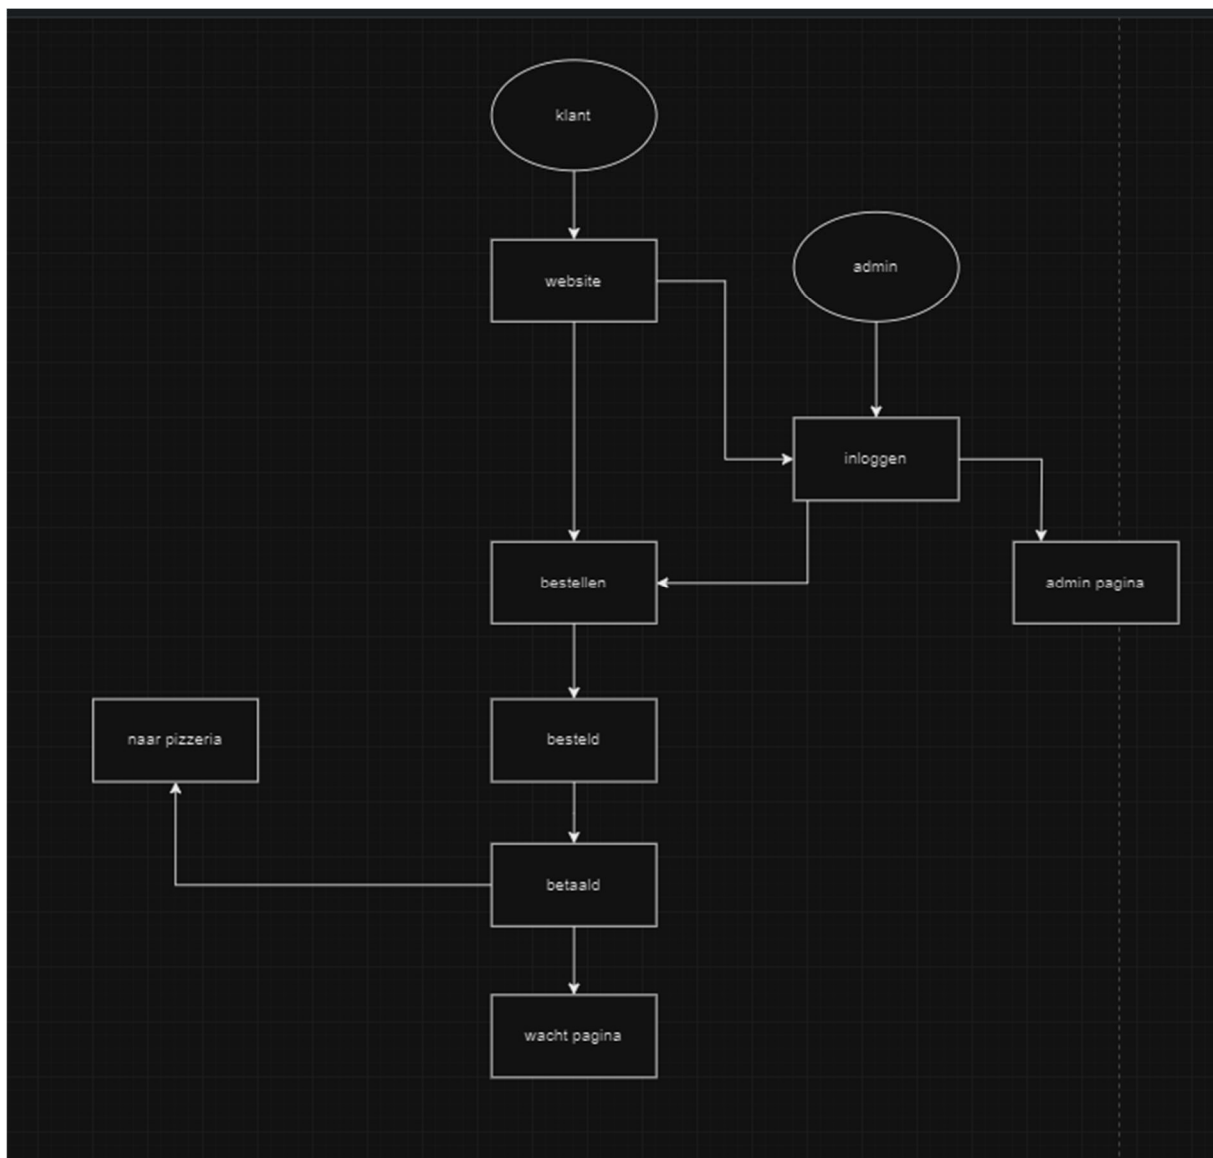 klant
website
admin
inloggen
bestellen
admin pagina
naar pizzeria
besteld
betaald
wacht pagina